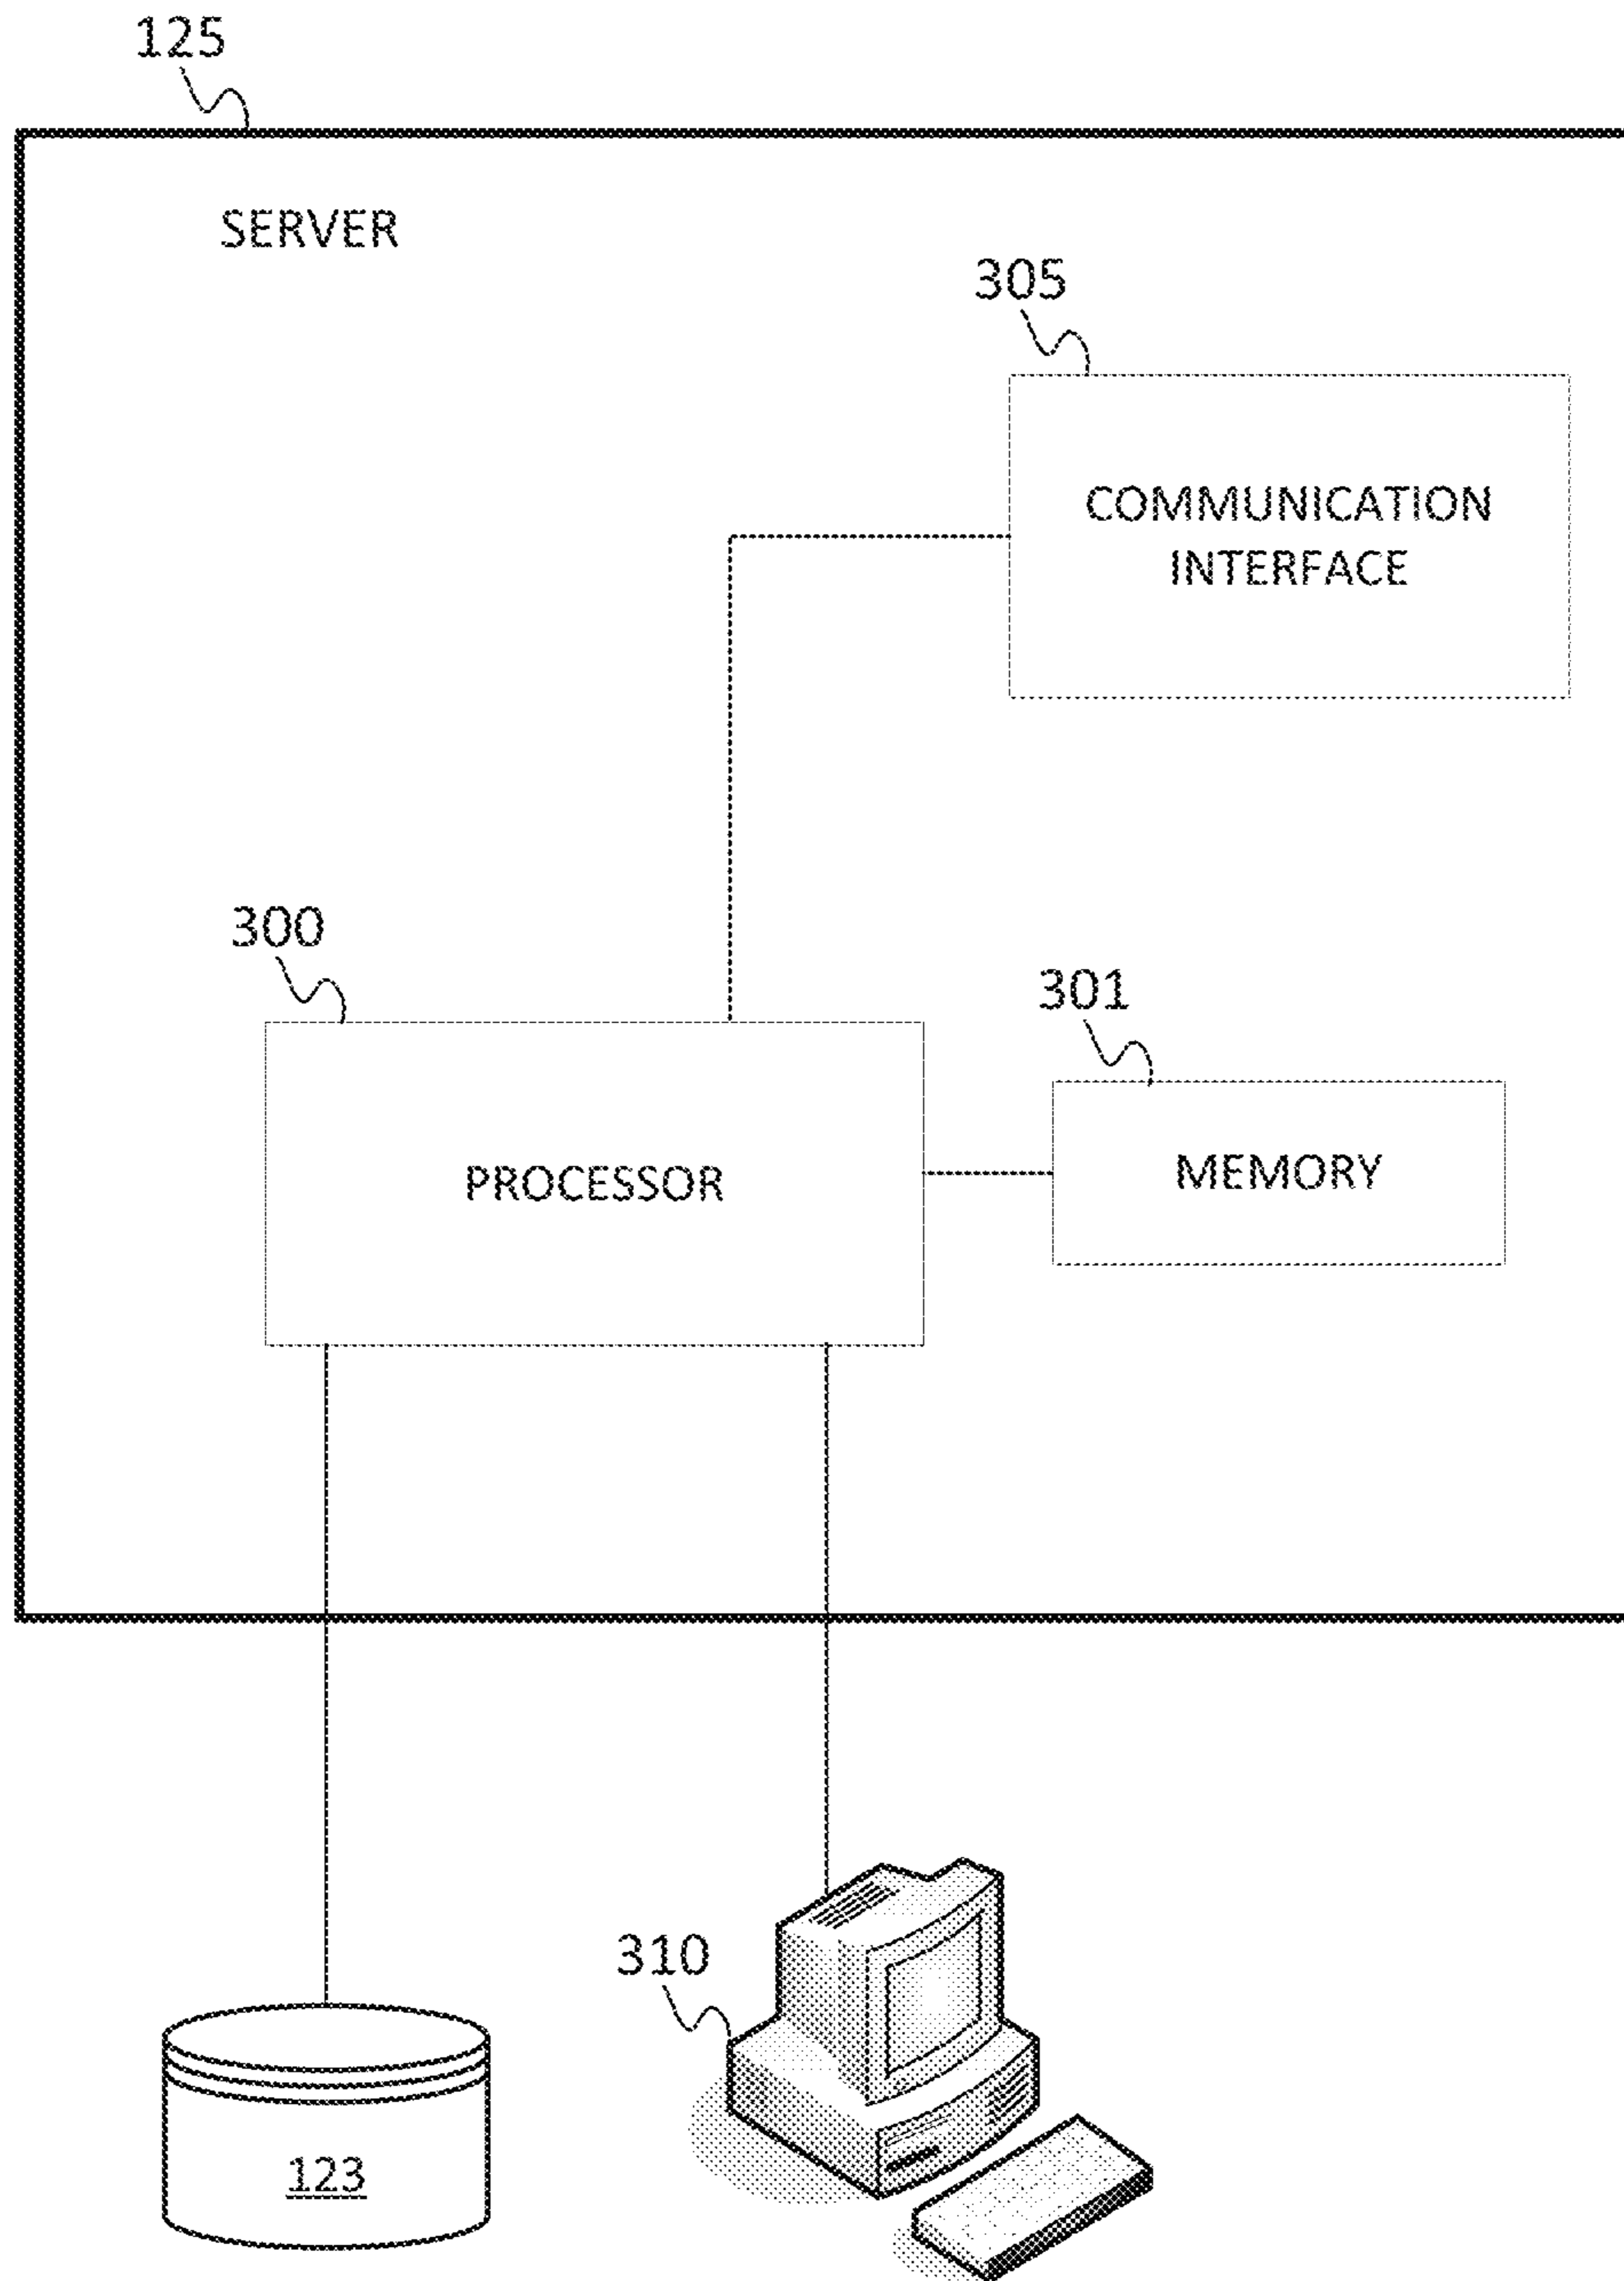 125
SERVER
305
COMMUNICATION
INTERFACE
300
301
PROCESSOR
MEMORY
310
123